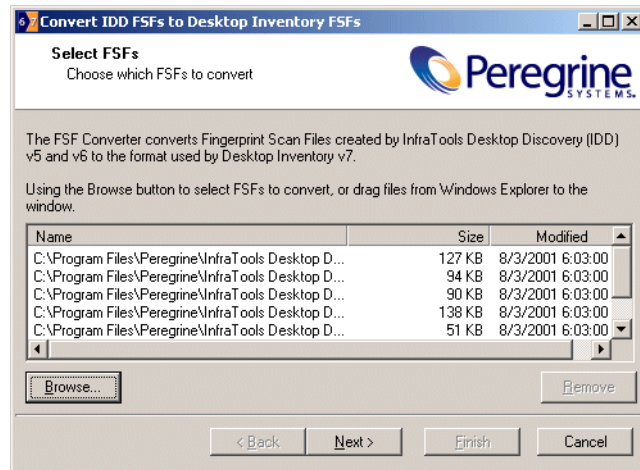 6 7 Convert IDD FSFs to Desktop Inventory FSFs
Select FSFs
Choose which FSFs to convert
Peregrine
SYSTEMS.
The FSF Converter converts Fingerprint Scan Files created by InfraTools Desktop Discovery (IDD)
v5 and v6 to the format used by Desktop Inventory v7.
Using the Browse button to select FSFs to convert, or drag files from Windows Explorer to the
window.
Name Size Modified
C:\Program Files\Peregrine\InfraTools Desktop D... 127 KB 8/3/2001 6:03:00
C:\Program Files\Peregrine\InfraTools Desktop D... 94 KB 8/3/2001 6:03:00
C:\Program Files\Peregrine\InfraTools Desktop D... 90 KB 8/3/2001 6:03:00
C:\Program Files\Peregrine\InfraTools Desktop D... 138 KB 8/3/2001 6:03:00
C:\Program Files\Peregrine\InfraTools Desktop D... 51 KB 8/3/2001 6:03:00
Browse... Remove
< Back Next > Finish Cancel